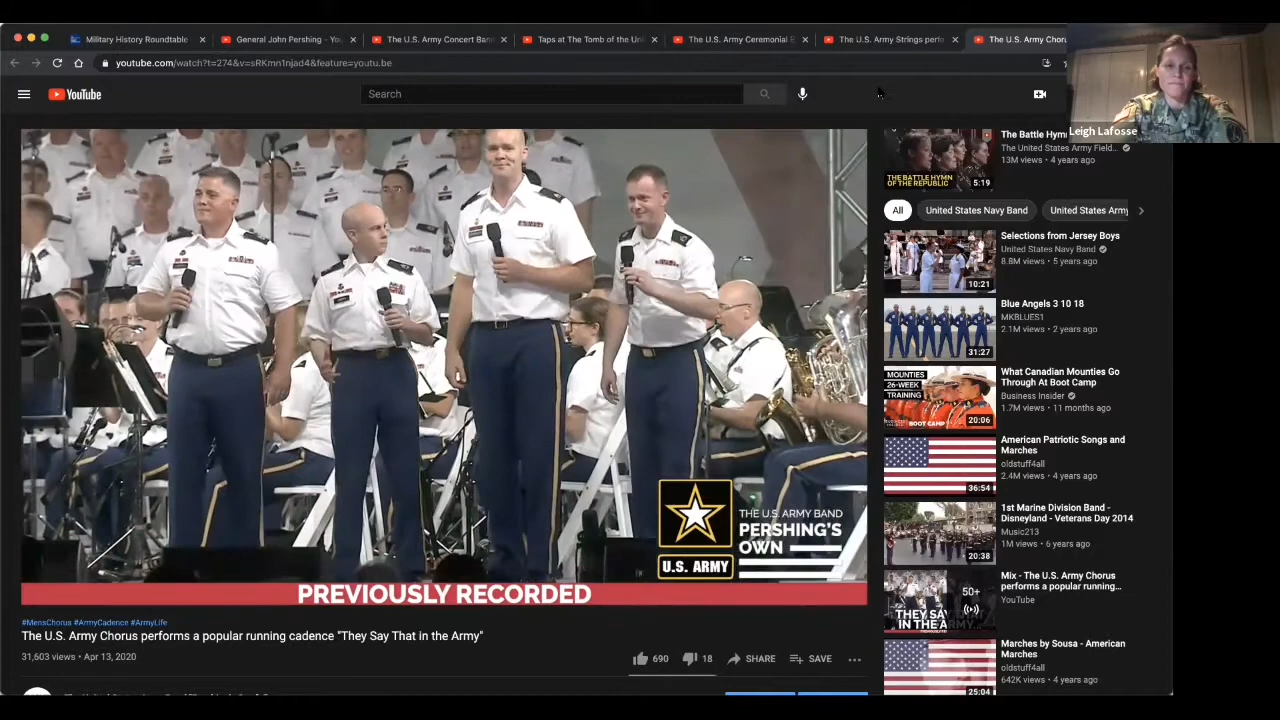 Military History Roundtable
General John Pershing - You
The U.S. Army Concert Ban
Taps at The Tomb of the Un
The U.S. Army Ceremonial B
The U.S. Army Strings perfo
The U.S. Army Choru
youtube.com/watch?t=274&v=sRKmn1njad4&feature=youtu.be
YouTube
Search
Leigh Lafosse
The Battle Hym
The United States Army Field...
13M views • 4 years ago
THE BATTLE HYMN
OF THE REPUBLIC
5:19
All
United States Navy Band
United States Army
Selections from Jersey Boys
United States Navy Band
8.8M views • 5 years ago
10:21
Blue Angels 3 10 18
MKBLUES1
2.1M views • 2 years ago
31:27
What Canadian Mounties Go
Through At Boot Camp
Business Insider
1.7M views • 11 months ago
MOUNTIES
26-WEEK
TRAINING
BOOT CAMP
20:06
American Patriotic Songs and
Marches
oldstuff4all
2.4M views • 4 years ago
36:54
1st Marine Division Band -
Disneyland - Veterans Day 2014
Music213
1M views • 6 years ago
20:38
Mix - The U.S. Army Chorus
performs a popular running...
YouTube
50+
THEY SAY
IN THE A
Marches by Sousa - American
Marches
oldstuff4all
642K views • 4 years ago
25:04
THE U.S. ARMY BAND
PERSHING'S
OWN
U.S. ARMY
PREVIOUSLY RECORDED
#MensChorus #ArmyCadence #ArmyLife
The U.S. Army Chorus performs a popular running cadence "They Say That in the Army"
31,603 views • Apr 13, 2020
690
18
SHARE
SAVE